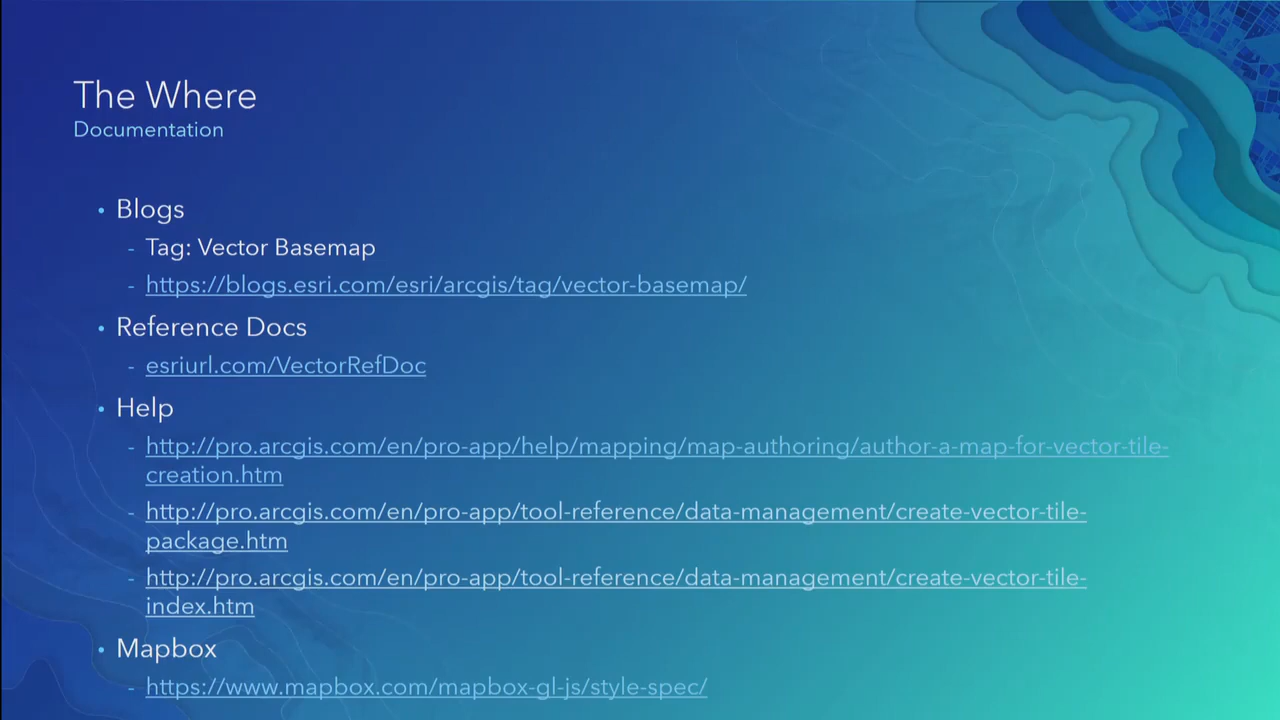 The Where
Documentation
• Blogs
- Tag: Vector Basemap
- https://blogs.esri.com/esri/arcgis/tag/vector-basemap/
• Reference Docs
- esriurl.com/VectorRefDoc
• Help
- http://pro.arcgis.com/en/pro-app/help/mapping/map-authoring/author-a-map-for-vector-tile-
creation.htm
- http://pro.arcgis.com/en/pro-app/tool-reference/data-management/create-vector-tile-
package.htm
- http://pro.arcgis.com/en/pro-app/tool-reference/data-management/create-vector-tile-
index.htm
• Mapbox
- https://www.mapbox.com/mapbox-gl-js/style-spec/